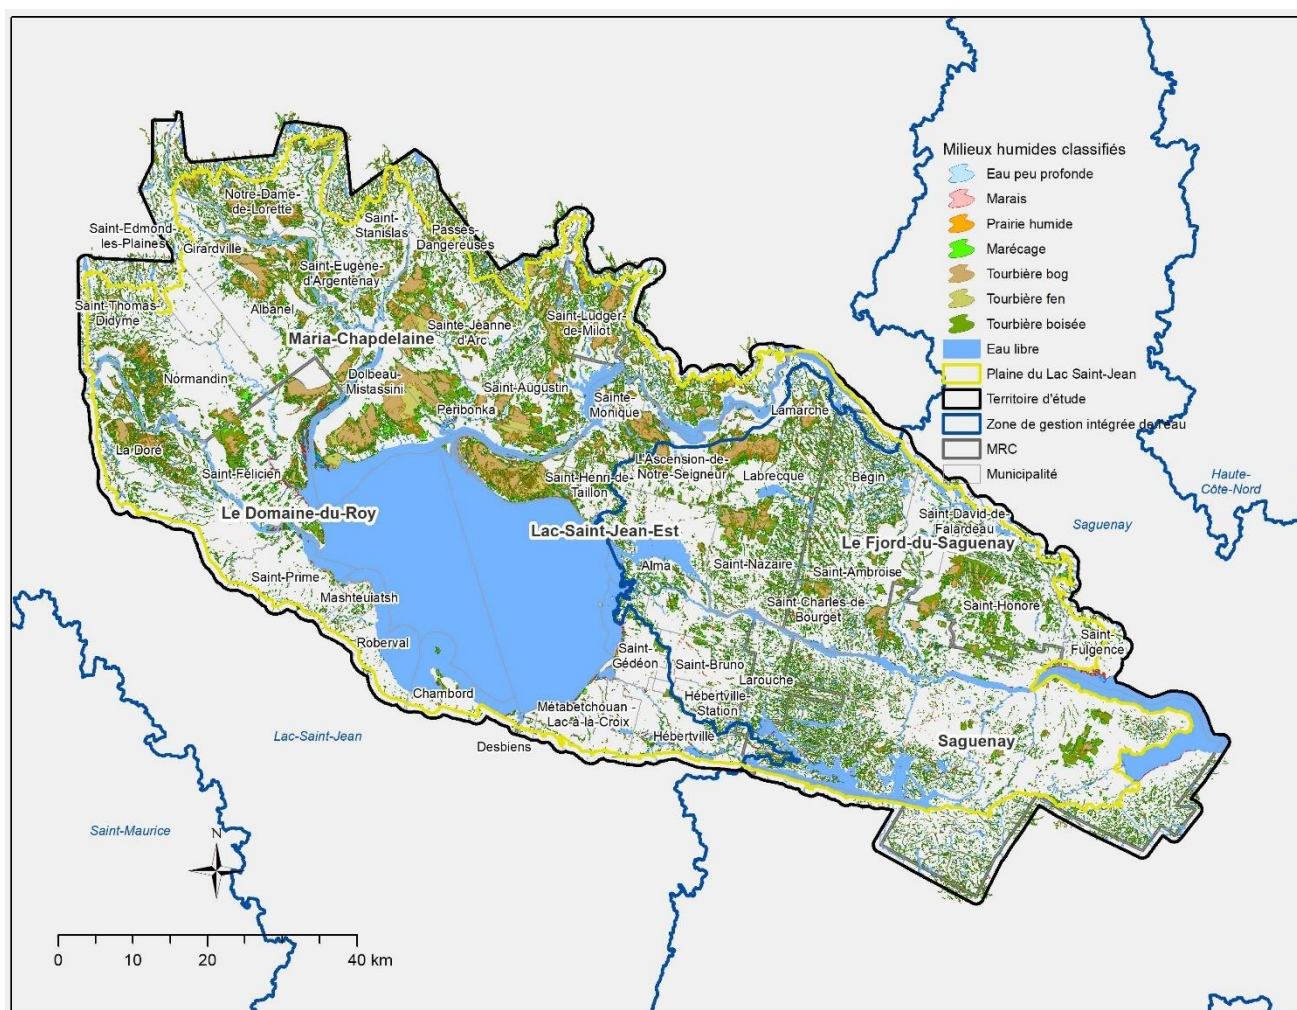 Milieux humides classifiés
Eau peu profonde
Marais
Prairie humide
Marécage
Tourbière bog
Tourbière fen
Tourbière boisée
Eau libre
Plaine du Lac Saint-Jean
Territoire d'étude
Zone de gestion intégrée de l'eau
MRC
Municipalité
Notre-Dame-
de-Lorette
Saint-
Stanislas
Passes-
Dangereuses
Saint-Edmond-
les-Plaines
Girardville
Saint-Eugène-
d'Argentenay
Saint-Thomas-
Didyme
Albanel
Maria-Chapdelaine
Sainte-Jeanne
d'Arc
Saint-Ludger-
de-Milot
Normandin
Dolbeau-
Mistassini
Saint-Augustin
Péribonka
Sainte-
Monique
Lamarche
La Doré
Saint-Félicien
Saint-Henri-de-
Taillon
L'Ascension-de-
Notre-Seigneur
Labrecque
Bégin
Le Domaine-du-Roy
Lac-Saint-Jean-Est
Saint-David-de-
Falardeau
Le Fjord-du-Saguenay
Haute-
Côte-Nord
Saguenay
Saint-Prime
Mashteuiatsh
Alma
Saint-Nazaire
Saint-Ambroise
Saint-Charles-de-
Bourget
Saint-Honoré
Roberval
Saint-
Gédéon
Saint-Bruno
Larouche
Saint-
Fulgence
Chambord
Hébertville-
Station
Métabetchouan -
Lac-à-la-Croix
Hébertville
Desbiens
Saguenay
Lac-Saint-Jean
Saint-Maurice
N
0 10 20 40 km